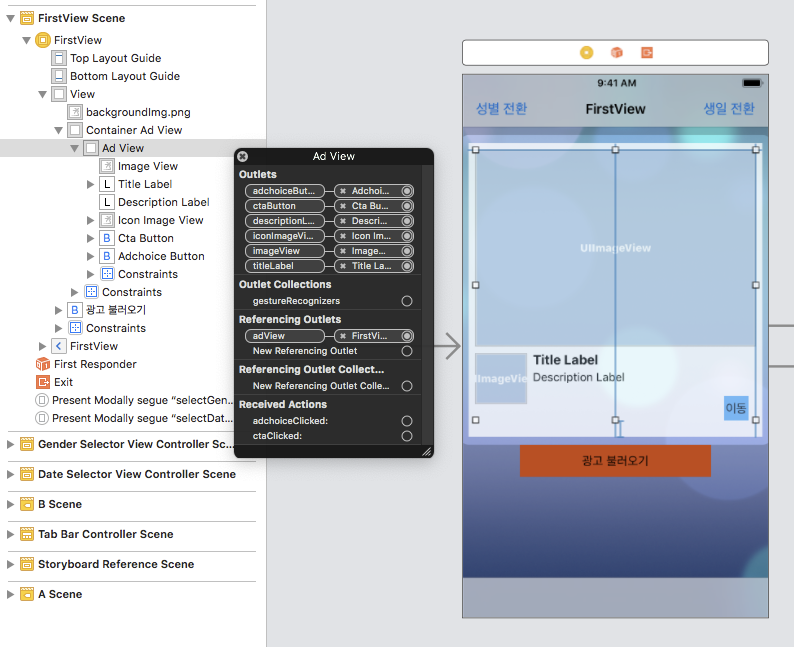 FirstView Scene
FirstView
Top Layout Guide
Bottom Layout Guide
View
backgroundImg.png
Container Ad View
Ad View
Image View
L Title Label
L Description Label
Icon Image View
B Cta Button
B Adchoice Button
Constraints
Constraints
B 광고 불러오기
Constraints
FirstView
First Responder
Exit
Present Modally segue “selectGen...
Present Modally segue “selectDat...
Gender Selector View Controller Sc...
Date Selector View Controller Scene
B Scene
Tab Bar Controller Scene
Storyboard Reference Scene
A Scene
Ad View
Outlets
adchoiceBut... Adchoi...
ctaButton Cta Bu...
descriptionL... Descri...
iconImageVi... Icon Im...
imageView Image...
titleLabel Title La...
Outlet Collections
gestureRecognizers
Referencing Outlets
adView FirstVi...
New Referencing Outlet
Referencing Outlet Collec...
New Referencing Outlet Colle...
Received Actions
adchoiceClicked:
ctaClicked:
9:41 AM
성별 전환 FirstView 생일 전환
UIImageView
UIImageView
Title Label
Description Label
이동
광고 불러오기